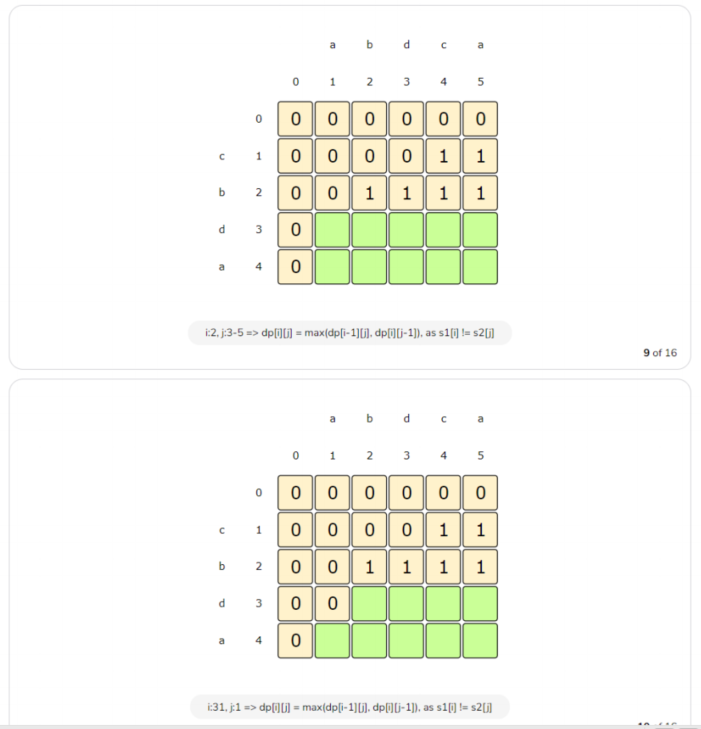 a b d c a
0 1 2 3 4 5
0 0 0 0 0 0 0
c 1 0 0 0 0 1 1
b 2 0 0 1 1 1 1
d 3 0
a 4 0
i:2, j:3-5 => dp[i][j] = max(dp[i-1][j], dp[i][j-1]), as s1[i] != s2[j]
9 of 16
a b d c a
0 1 2 3 4 5
0 0 0 0 0 0 0
c 1 0 0 0 0 1 1
b 2 0 0 1 1 1 1
d 3 0 0
a 4 0
i:31, j:1 => dp[i][j] = max(dp[i-1][j], dp[i][j-1]), as s1[i] != s2[j]